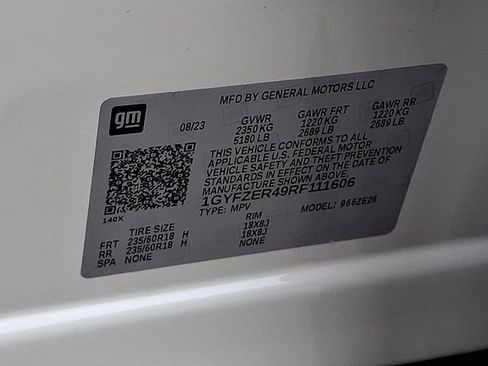 MFD BY GENERAL MOTORS LLC
gm
08/23
GVWR GAWR FRT GAWR RR
2350 KG 1220 KG 1220 KG
5180 LB 2689 LB 2689 LB
THIS VEHICLE CONFORMS TO ALL
APPLICABLE U.S. FEDERAL MOTOR
VEHICLE SAFETY AND THEFT PREVENTION
STANDARDS IN EFFECT ON THE DATE OF
MANUFACTURE SHOWN ABOVE.
1GYFZER49RF111606
TYPE: MPV MODEL: 966ZE26
140X
TIRE SIZE RIM
FRT 235/60R18 H 18X8J
RR 235/60R18 H 18X8J
SPA NONE NONE